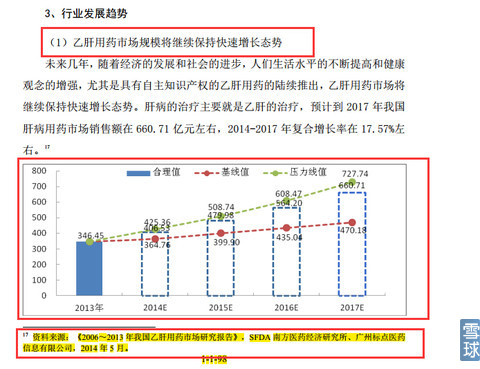 3、行业发展趋势
（1）乙肝用药市场规模将继续保持快速增长态势
未来几年，随着经济的发展和社会的进步，人们生活水平的不断提高和健康
观念的增强，尤其是具有自主知识产权的乙肝用药的陆续推出，乙肝用药市场将
继续保持快速增长态势。肝病的治疗主要就是乙肝的治疗，预计到 2017 年我国
肝病用药市场销售额在 660.71 亿元左右，2014-2017 年复合增长率在 17.57%左
右。17
合理值 基线值 压力线值
800
700
600
500
400
300
200
100
0
346.45
425.36
406.53
364.76
508.74
479.98
399.90
608.47
564.20
435.04
727.74
660.71
470.18
2013年 2014E 2015E 2016E 2017E
17 资料来源：《2006～2013 年我国乙肝用药市场研究报告》，SFDA 南方医药经济研究所、广州标点医药
信息有限公司，2014 年 5 月。
1-1-98
雪球